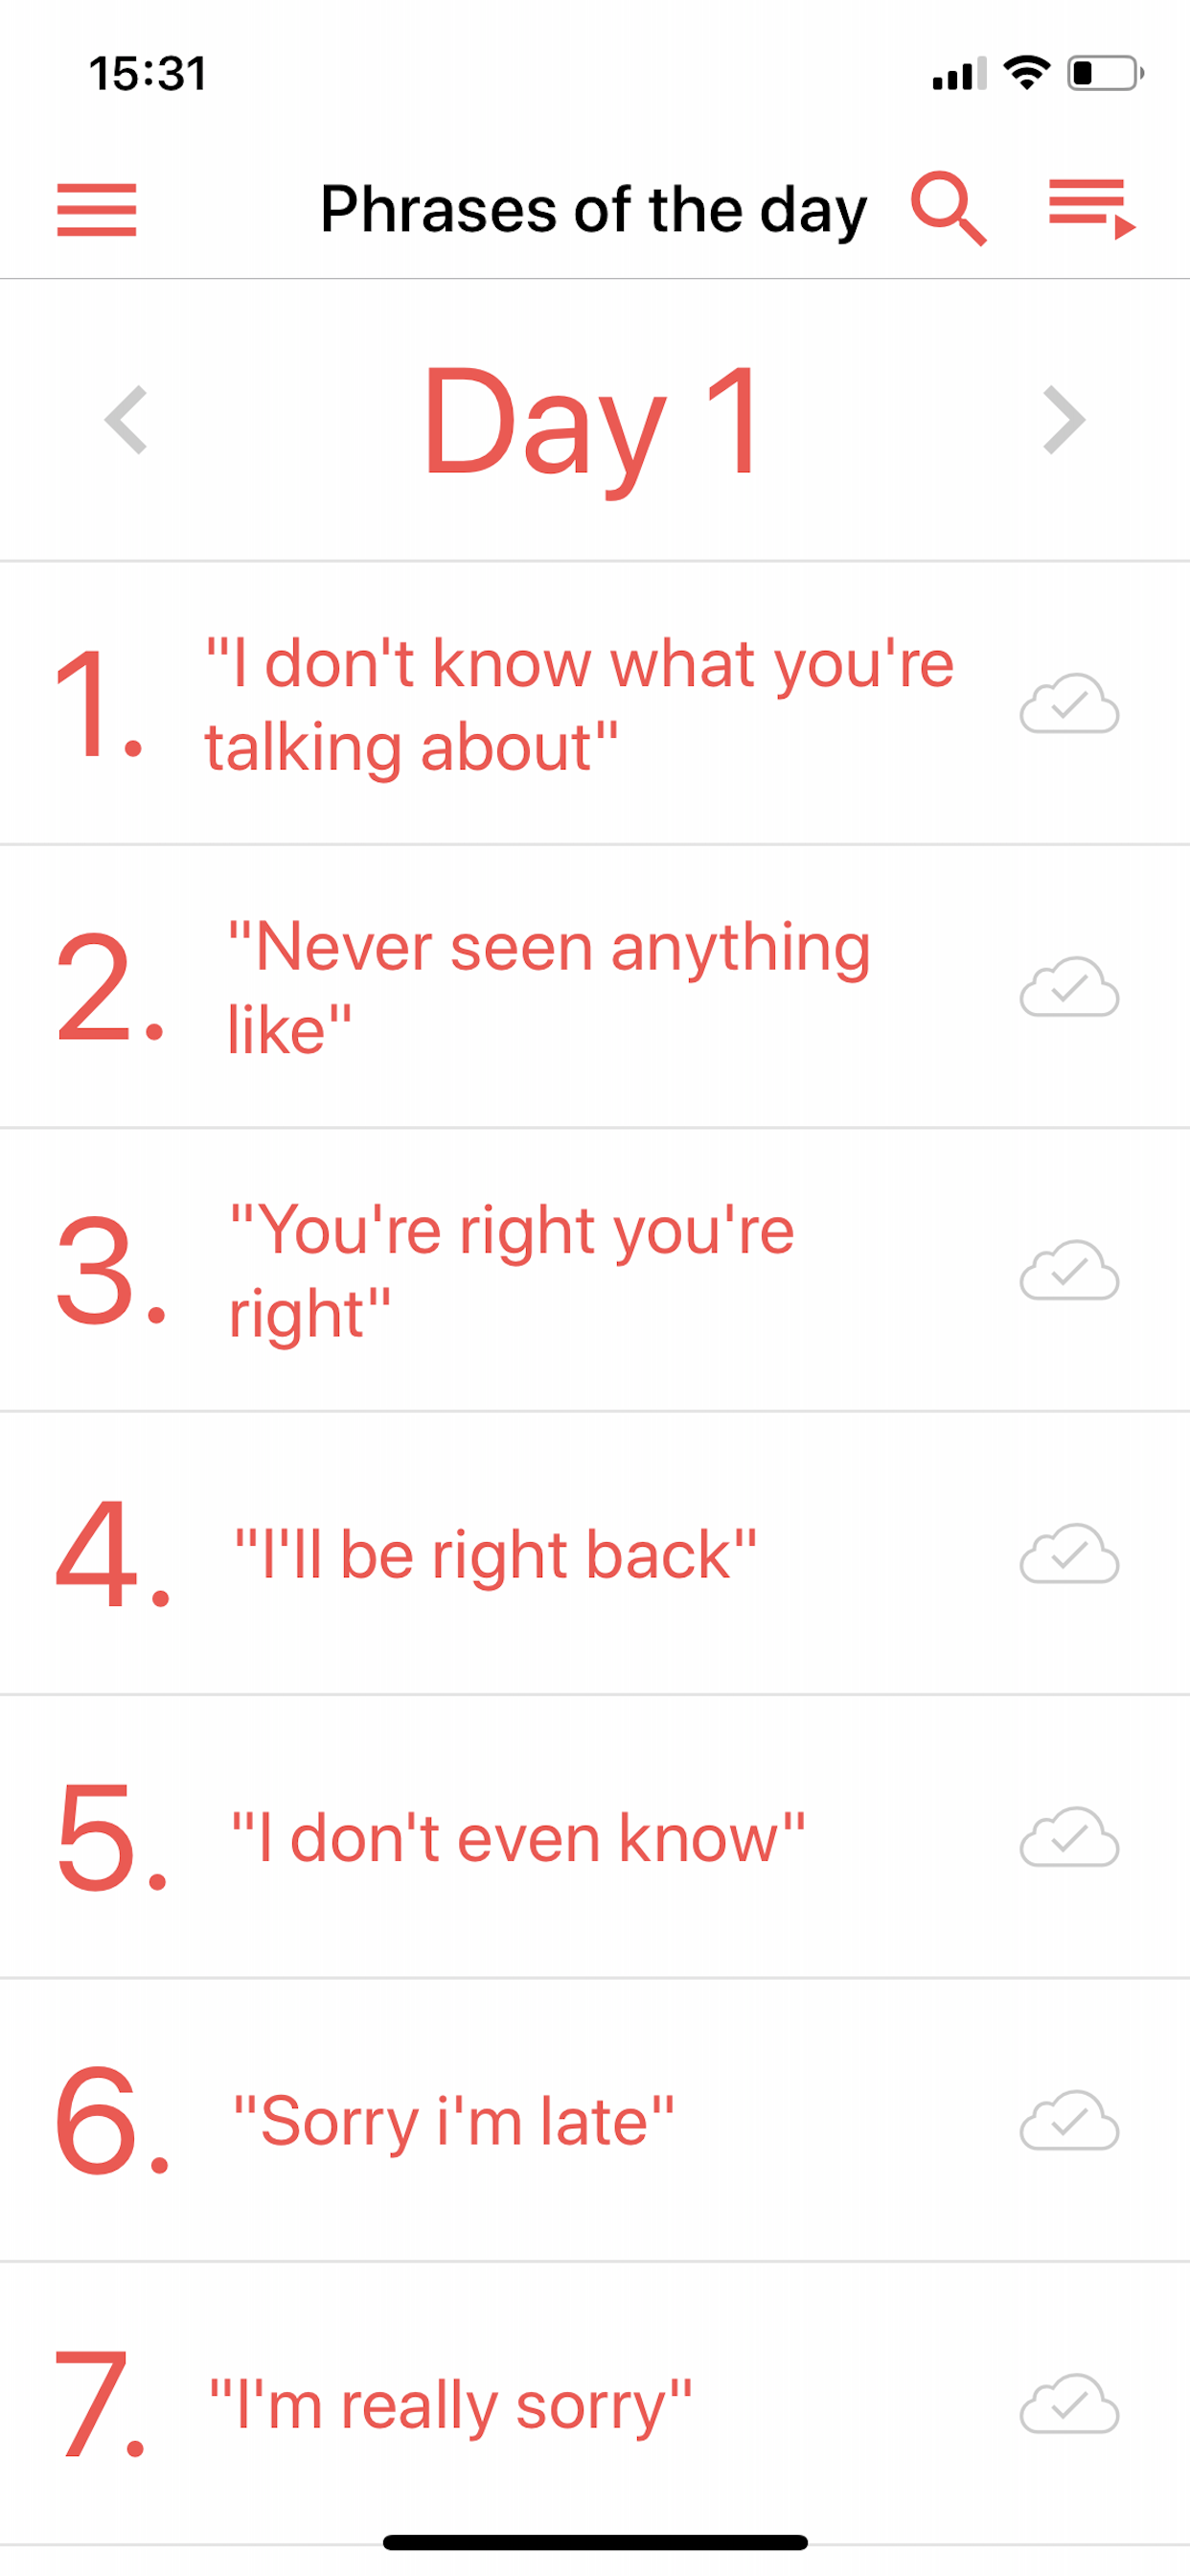 15:31
Phrases of the day
Day 1
1. "I don't know what you're
talking about"
2. "Never seen anything
like"
3. "You're right you're
right"
4. "I'll be right back"
5. "I don't even know"
6. "Sorry i'm late"
7. "I'm really sorry"